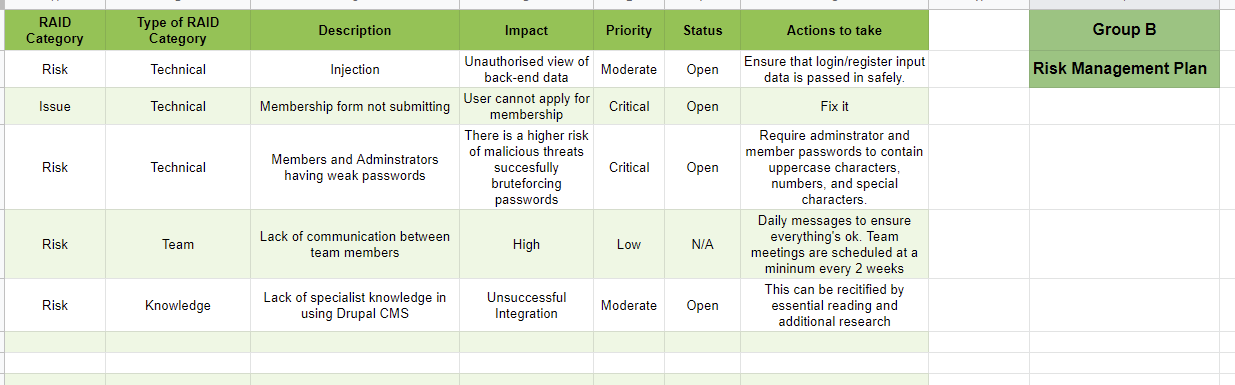 RAID Category
Type of RAID Category
Description
Impact
Priority
Status
Actions to take
Group B
Risk
Technical
Injection
Unauthorised view of
back-end data
Moderate
Open
Ensure that login/register input
data is passed in safely.
Risk Management Plan
Issue
Technical
Membership form not submitting
User cannot apply for
membership
Critical
Open
Fix it
Risk
Technical
Members and Adminstrators
having weak passwords
There is a higher risk
of malicious threats
succesfully
bruteforcing
passwords
Critical
Open
Require adminstrator and
member passwords to contain
uppercase characters,
numbers, and special
characters.
Risk
Team
Lack of communication between
team members
High
Low
N/A
Daily messages to ensure
everything's ok. Team
meetings are scheduled at a
mininum every 2 weeks
Risk
Knowledge
Lack of specialist knowledge in
using Drupal CMS
Unsuccessful
Integration
Moderate
Open
This can be recitified by
essential reading and
additional research